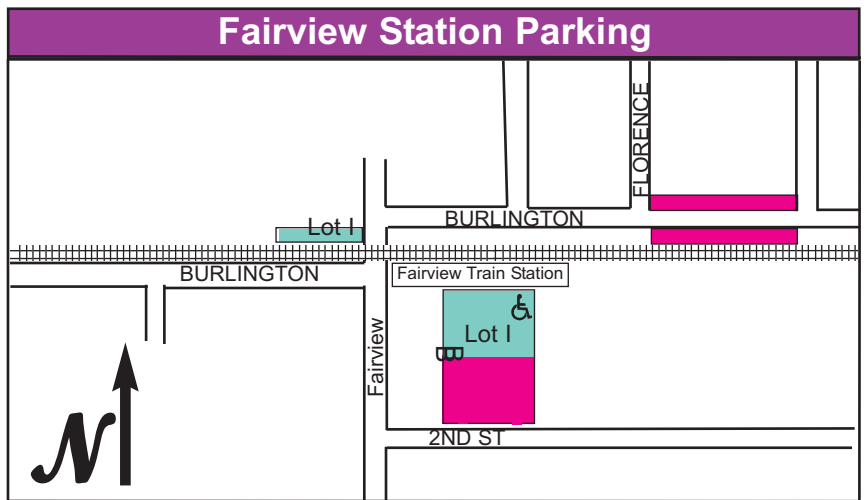 Fairview Station Parking
FLORENCE
Lot I
BURLINGTON
BURLINGTON
Fairview Train Station
Lot I
B
B
Fairview
2ND ST
N